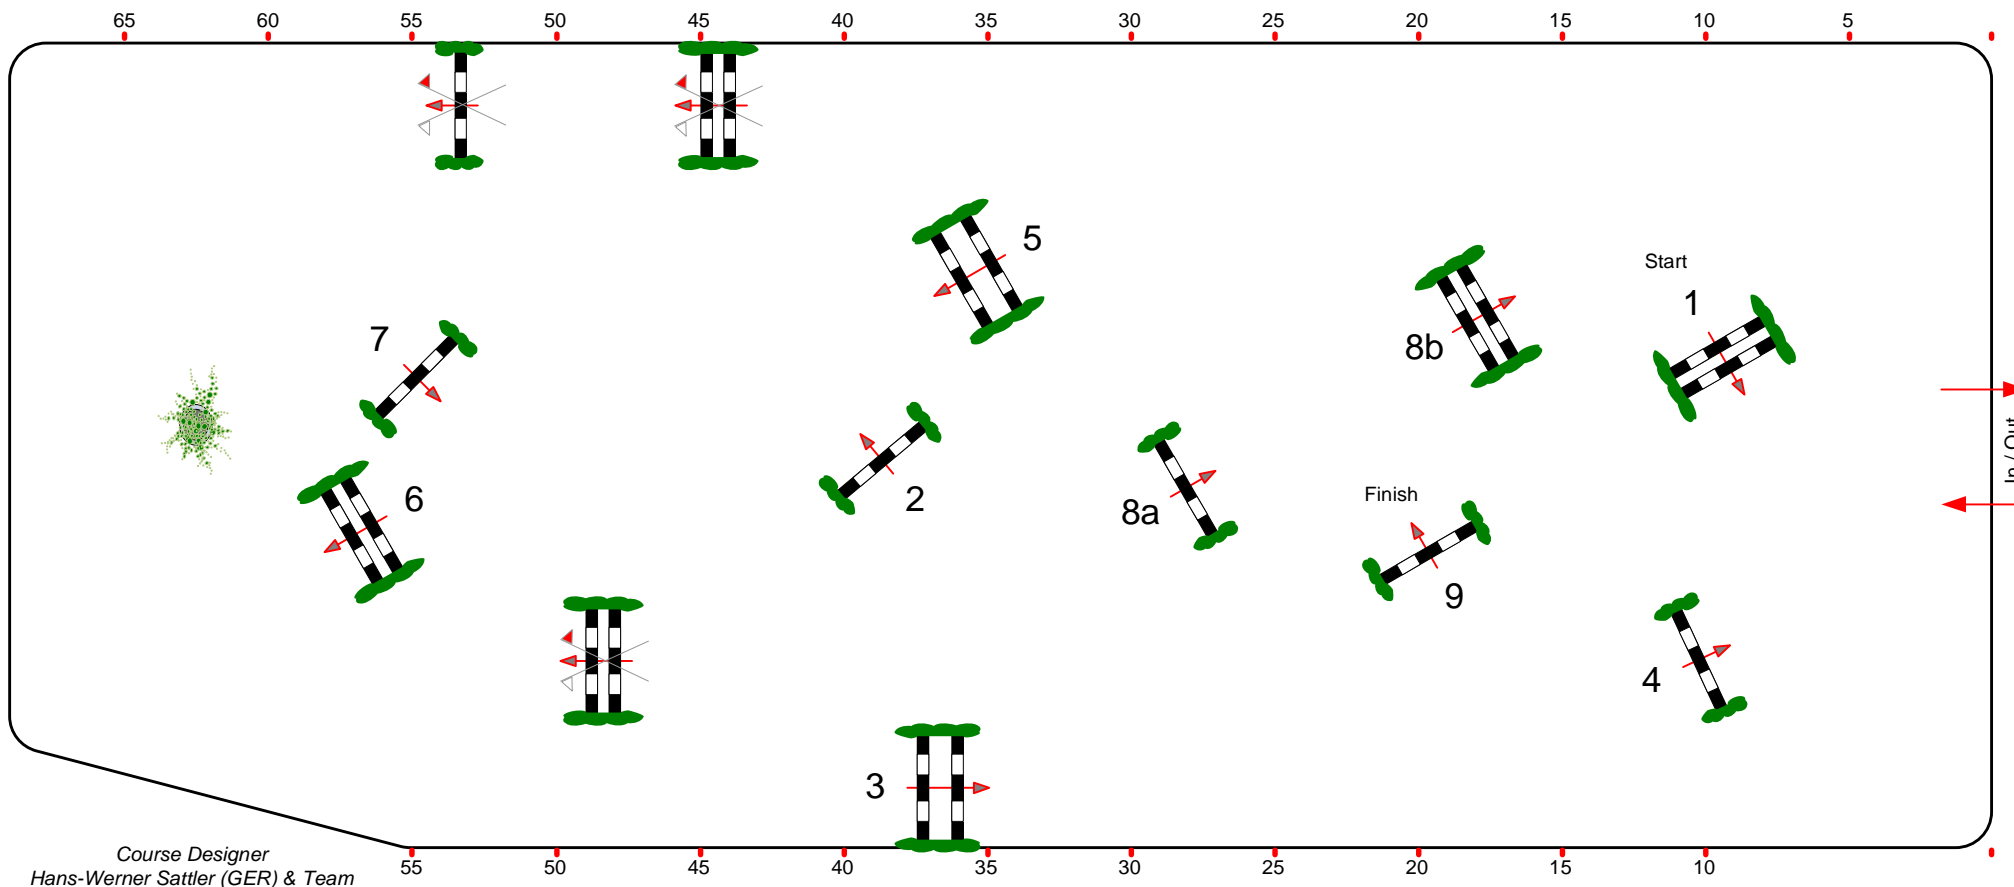 65 60 55 50 45 40 35 30 25 20 15 10 5
5
Start
1
7
8b
In / Out
6
2
Finish
8a
9
4
3
Course Designer
Hans-Werner Sattler (GER) & Team
55 50 45 40 35 30 25 20 15 10